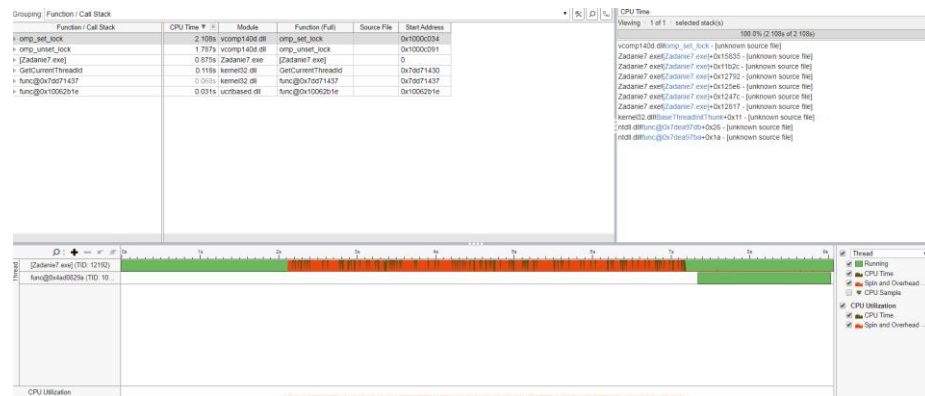 Grouping: Function / Call Stack
CPU Time
Function / Call Stack CPU Time ▼ Module Function (Full) Source File Start Address
omp_set_lock 2.108s vcomp140d.dll omp_set_lock 0x1000c034
omp_unset_lock 1.787s vcomp140d.dll omp_unset_lock 0x1000c091
[Zadanie7.exe] 0.875s Zadanie7.exe [Zadanie7.exe] 0
GetCurrentThreadId 0.118s kernel32.dll GetCurrentThreadId 0x7dd71430
func@0x7dd71437 kernel32.dll func@0x7dd71437 0x7dd71437
func@0x10062b1e 0.031s ucrtbased.dll func@0x10062b1e 0x10062b1e
Viewing 1 of 1 selected stack(s)
100.0% (2.108s of 2.108s)
vcomp140d.dll!omp_set_lock - [unknown source file]
Zadanie7.exe![Zadanie7.exe]+0x15835 - [unknown source file]
Zadanie7.exe![Zadanie7.exe]+0x11b2c - [unknown source file]
Zadanie7.exe![Zadanie7.exe]+0x12792 - [unknown source file]
Zadanie7.exe![Zadanie7.exe]+0x125e6 - [unknown source file]
Zadanie7.exe![Zadanie7.exe]+0x1247c - [unknown source file]
Zadanie7.exe![Zadanie7.exe]+0x12817 - [unknown source file]
kernel32.dll!BaseThreadInitThunk+0x11 - [unknown source file]
ntdll.dll!func@0x7dea97db+0x26 - [unknown source file]
ntdll.dll!func@0x7dea97ba+0x1a - [unknown source file]
0s 1s 2s 3s 4s 5s 6s 7s 8s 9s
Thread
[Zadanie7.exe] (TID: 12192)
func@0x4ad0829a (TID: 10...
CPU Utilization
Thread
Running
CPU Time
Spin and Overhead ...
CPU Sample
CPU Utilization
CPU Time
Spin and Overhead ...